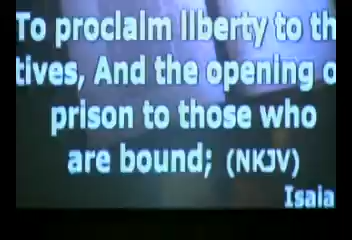 To proclaim liberty to th
tives, And the opening o
prison to those who
are bound; (NKJV)
Isaia